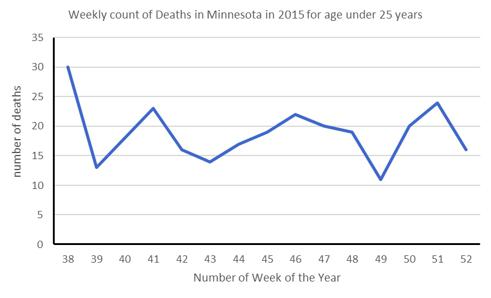 Weekly count of Deaths in Minnesota in 2015 for age under 25 years
number of deaths
35
30
25
20
15
10
5
0
38 39 40 41 42 43 44 45 46 47 48 49 50 51 52
Number of Week of the Year